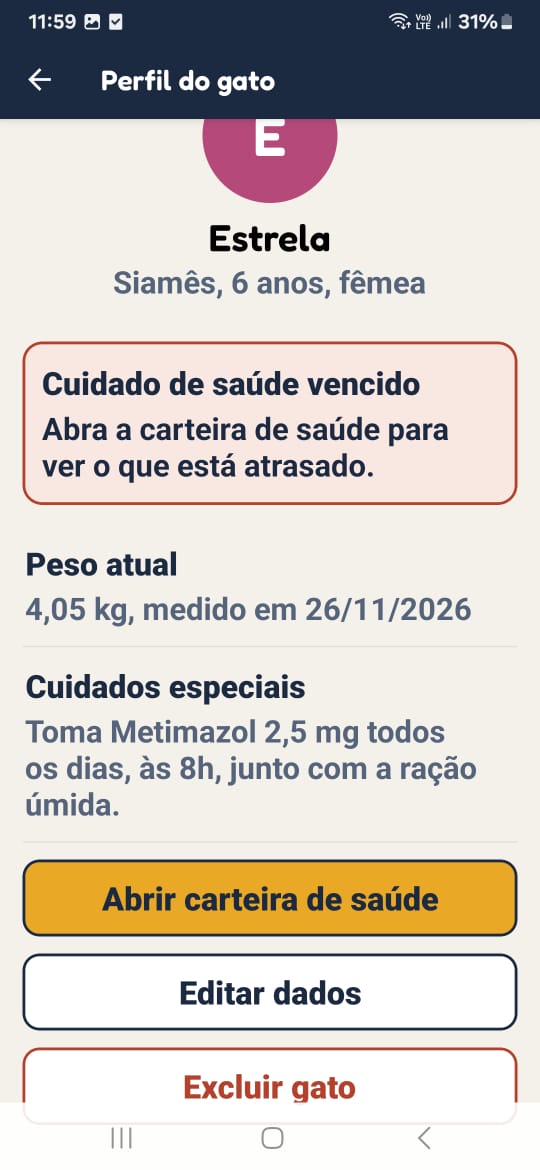 11:59
Vo)) LTE 31%
Perfil do gato
E
Estrela
Siamês, 6 anos, fêmea
Cuidado de saúde vencido
Abra a carteira de saúde para
ver o que está atrasado.
Peso atual
4,05 kg, medido em 26/11/2026
Cuidados especiais
Toma Metimazol 2,5 mg todos
os dias, às 8h, junto com a ração
úmida.
Abrir carteira de saúde
Editar dados
Excluir gato